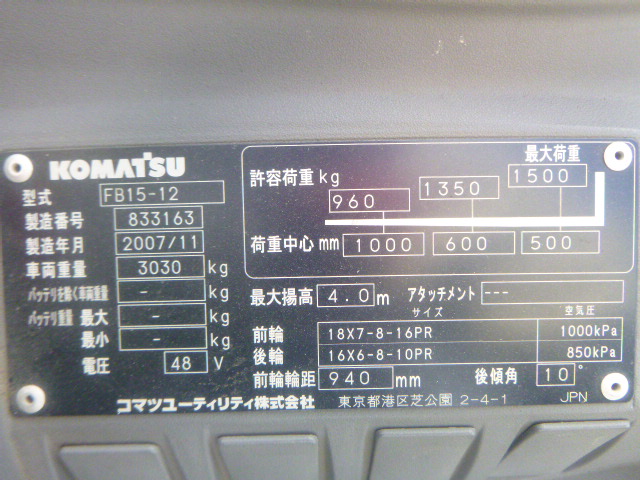 KOMATSU
型式 FB15-12
製造番号 833163
製造年月 2007/11
車両重量 3030 kg
バッテリを除く車両重量 - kg
バッテリ重量 最大 - kg
最小 - kg
電圧 48 V
最大荷重
許容荷重 kg 960 1350 1500
荷重中心 mm 1000 600 500
最大揚高 4.0 m アタッチメント ---
サイズ 空気圧
前輪 18X7-8-16PR 1000kPa
後輪 16X6-8-10PR 850kPa
前輪輪距 940 mm 後傾角 10°
コマツユーティリティ株式会社 東京都港区芝公園 2-4-1 JPN